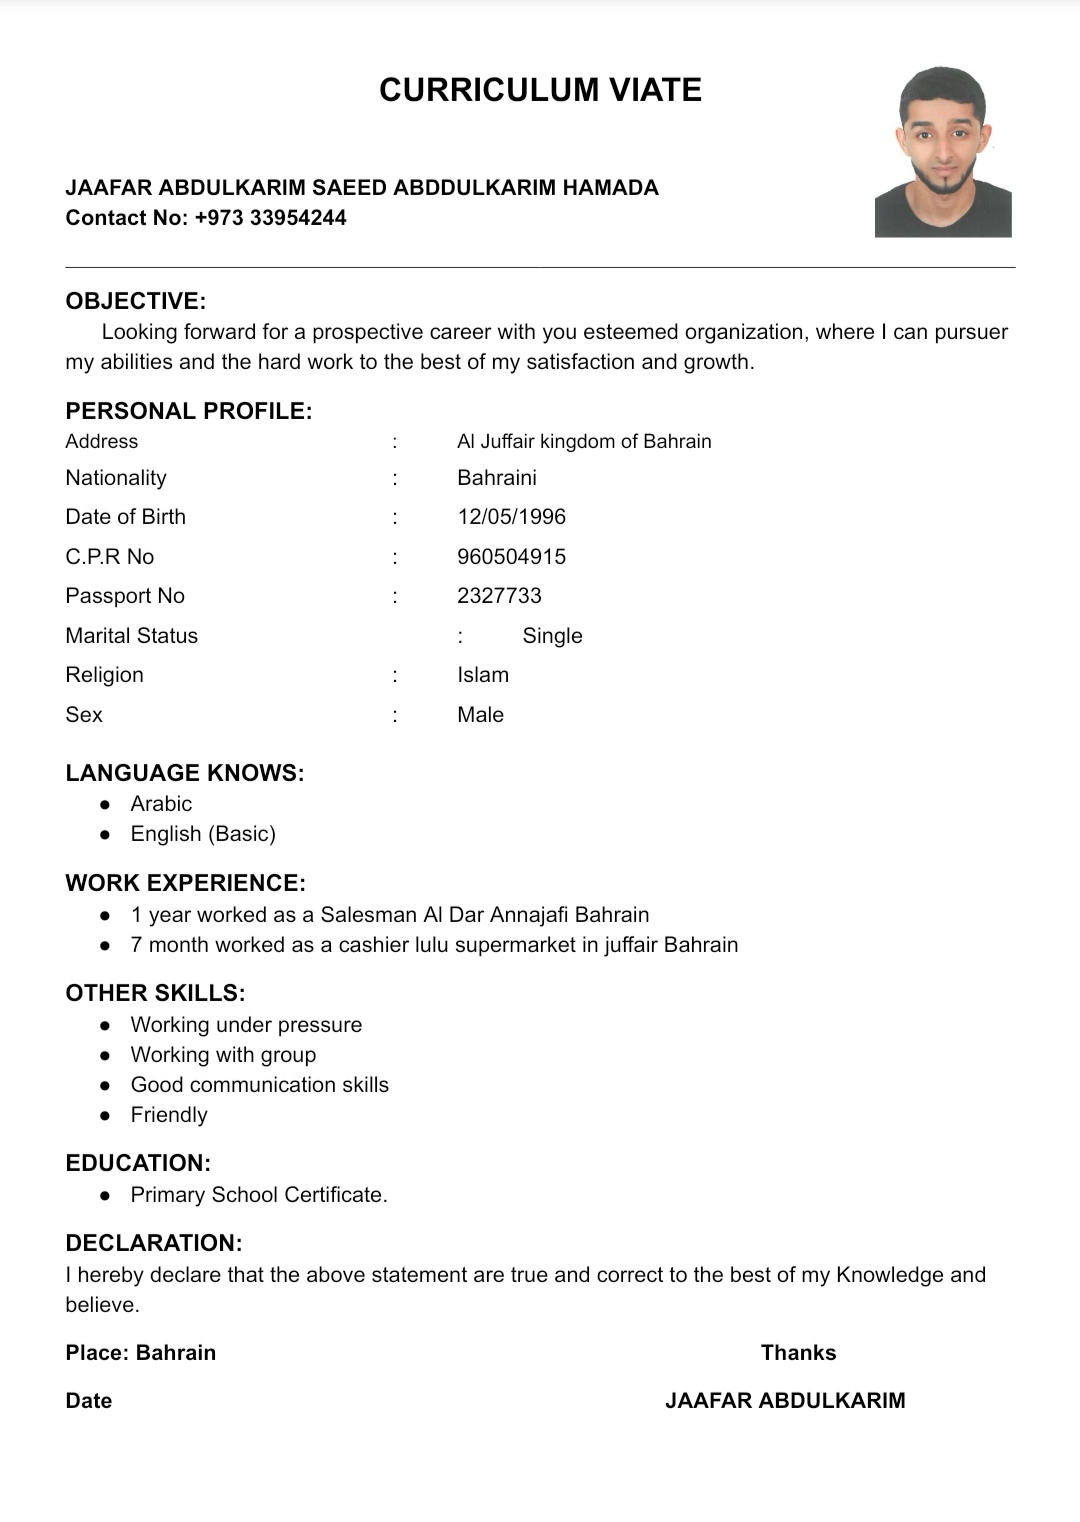 CURRICULUM VIATE
JAAFAR ABDULKARIM SAEED ABDDULKARIM HAMADA
Contact No: +973 33954244
OBJECTIVE:
Looking forward for a prospective career with you esteemed organization, where I can pursuer
my abilities and the hard work to the best of my satisfaction and growth.
PERSONAL PROFILE:
Address : Al Juffair kingdom of Bahrain
Nationality : Bahraini
Date of Birth : 12/05/1996
C.P.R No : 960504915
Passport No : 2327733
Marital Status : Single
Religion : Islam
Sex : Male
LANGUAGE KNOWS:
● Arabic
● English (Basic)
WORK EXPERIENCE:
● 1 year worked as a Salesman Al Dar Annajafi Bahrain
● 7 month worked as a cashier lulu supermarket in juffair Bahrain
OTHER SKILLS:
● Working under pressure
● Working with group
● Good communication skills
● Friendly
EDUCATION:
● Primary School Certificate.
DECLARATION:
I hereby declare that the above statement are true and correct to the best of my Knowledge and
believe.
Place: Bahrain Thanks
Date JAAFAR ABDULKARIM